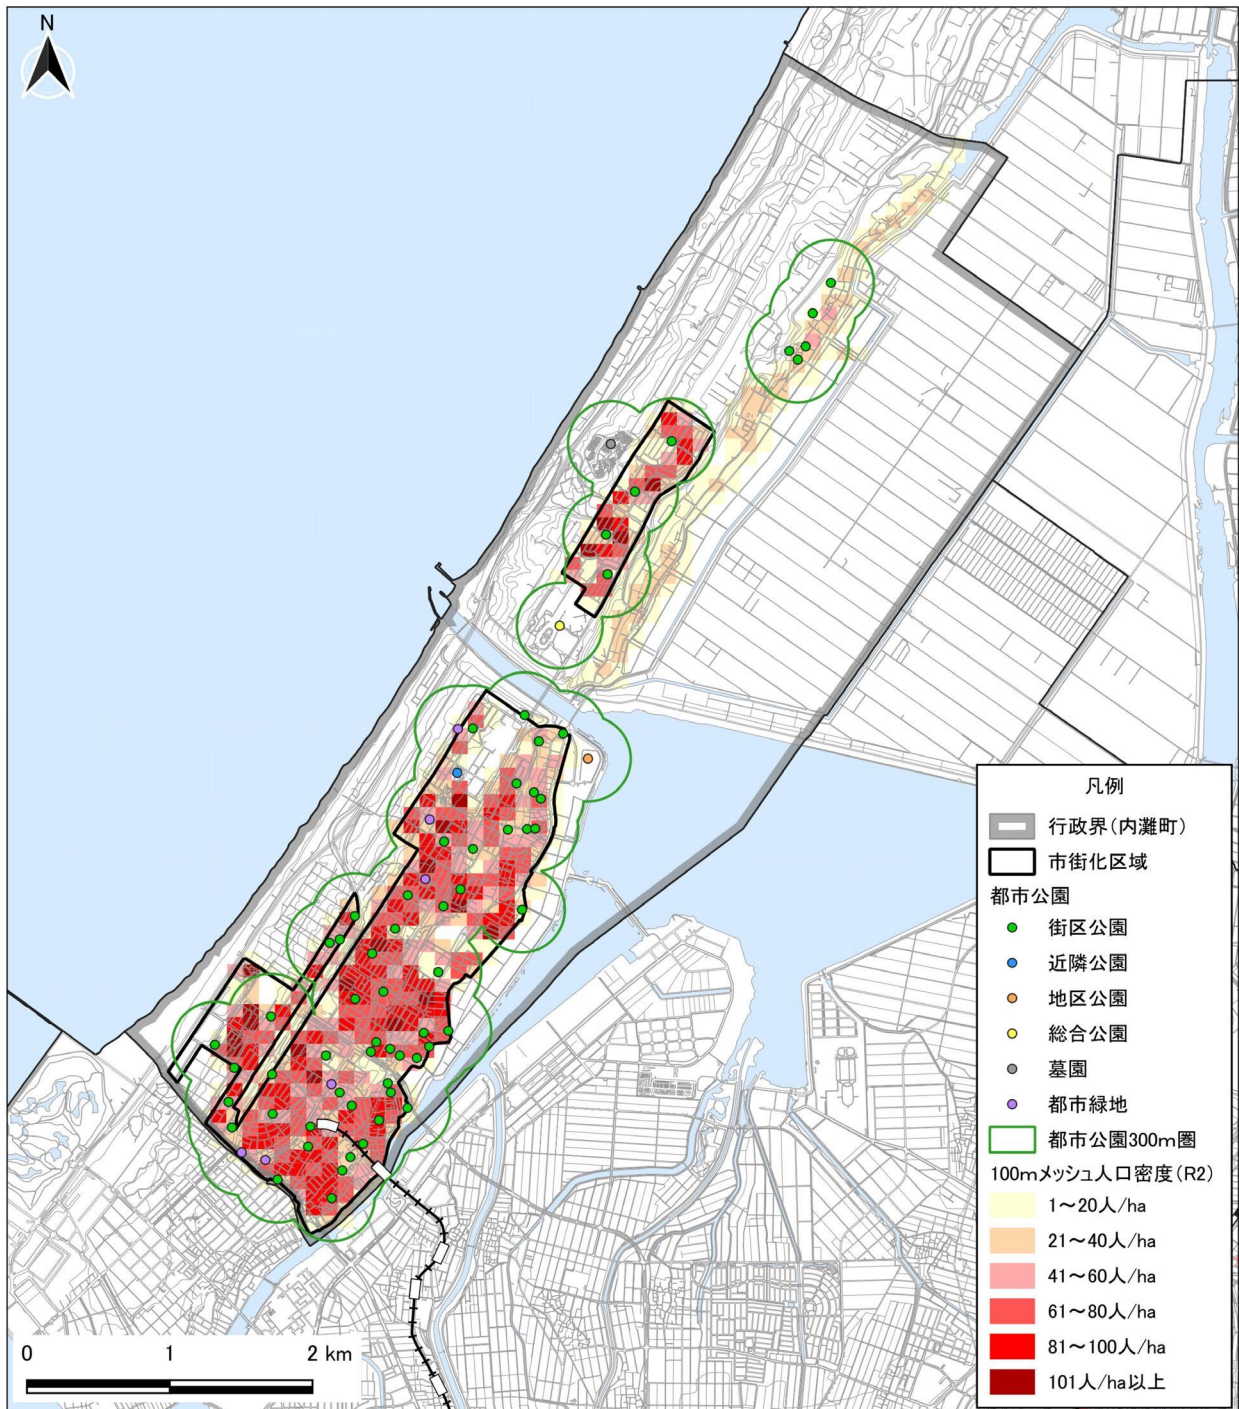 N
凡例
行政界(内灘町)
市街化区域
都市公園
街区公園
近隣公園
地区公園
総合公園
墓園
都市緑地
都市公園300m圏
100mメッシュ人口密度(R2)
1~20人/ha
21~40人/ha
41~60人/ha
61~80人/ha
81~100人/ha
101人/ha以上
0 1 2 km